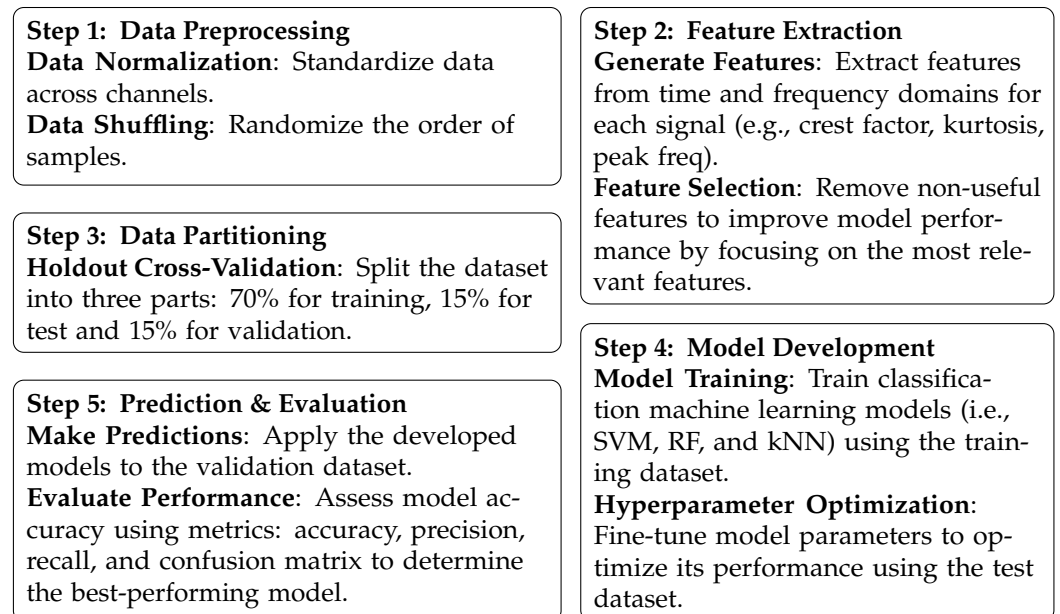 Step 1: Data Preprocessing
Data Normalization: Standardize data
across channels.
Data Shuffling: Randomize the order of
samples.
Step 2: Feature Extraction
Generate Features: Extract features
from time and frequency domains for
each signal (e.g., crest factor, kurtosis,
peak freq).
Feature Selection: Remove non-useful
features to improve model perfor-
mance by focusing on the most rele-
vant features.
Step 3: Data Partitioning
Holdout Cross-Validation: Split the dataset
into three parts: 70% for training, 15% for
test and 15% for validation.
Step 4: Model Development
Model Training: Train classifica-
tion machine learning models (i.e.,
SVM, RF, and kNN) using the train-
ing dataset.
Hyperparameter Optimization:
Fine-tune model parameters to op-
timize its performance using the test
dataset.
Step 5: Prediction & Evaluation
Make Predictions: Apply the developed
models to the validation dataset.
Evaluate Performance: Assess model ac-
curacy using metrics: accuracy, precision,
recall, and confusion matrix to determine
the best-performing model.